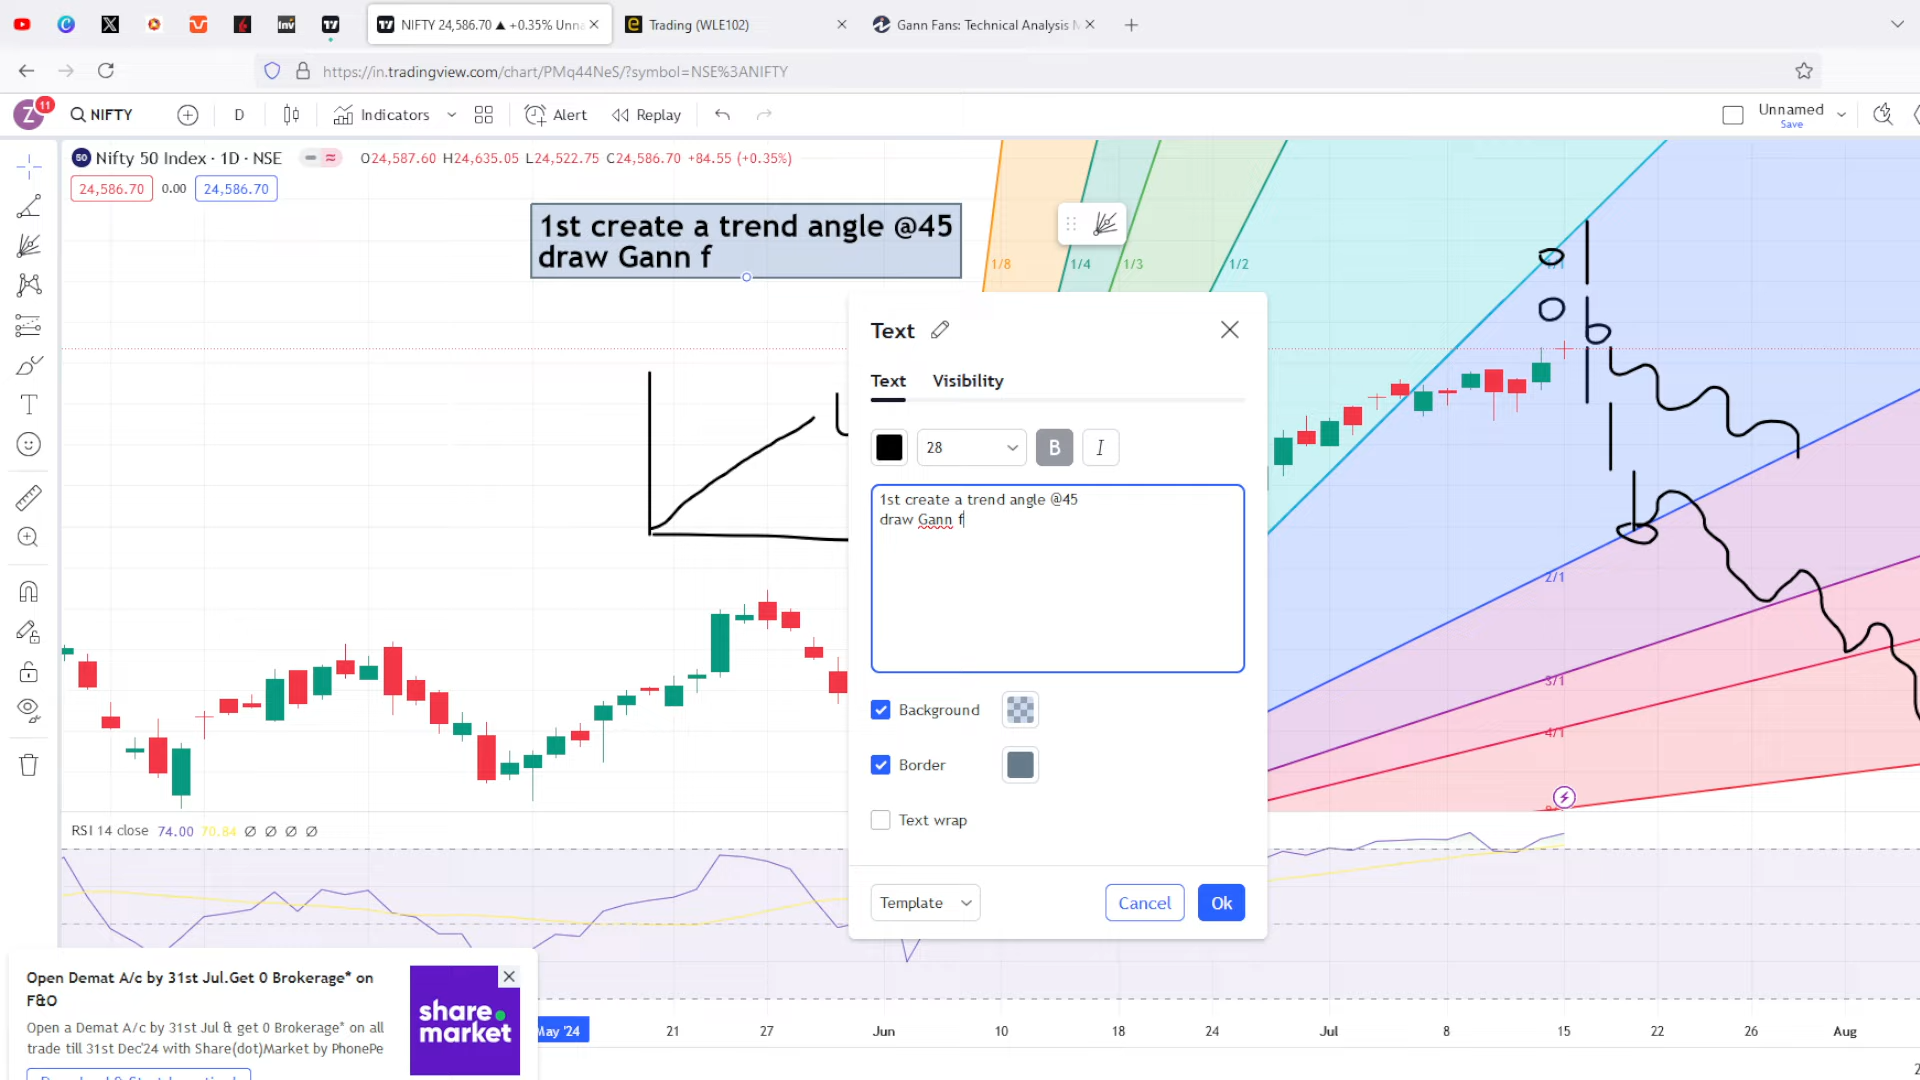 NIFTY 24,586.70 ▲ +0.35% Unna
Trading (WLE102)
Gann Fans: Technical Analysis
https://in.tradingview.com/chart/PMq44NeS/?symbol=NSE%3ANIFTY
Z
11
NIFTY
D
Indicators
Alert
Replay
Unnamed
Save
50
Nifty 50 Index · 1D · NSE
O24,587.60 H24,635.05 L24,522.75 C24,586.70 +84.55 (+0.35%)
24,586.70
0.00
24,586.70
1st create a trend angle @45
draw Gann f
1/8
1/4
1/3
1/2
2/1
3/1
4/1
Text
Text
Visibility
28
B
I
1st create a trend angle @45
draw Gann f
Background
Border
Text wrap
Template
Cancel
Ok
RSI 14 close 74.00 70.84 ∅ ∅ ∅ ∅
May '24
21
27
Jun
10
18
24
Jul
8
15
22
26
Aug
Open Demat A/c by 31st Jul.Get 0 Brokerage* on
F&O
Open a Demat A/c by 31st Jul & get 0 Brokerage* on all
trade till 31st Dec'24 with Share(dot)Market by PhonePe
share.
market